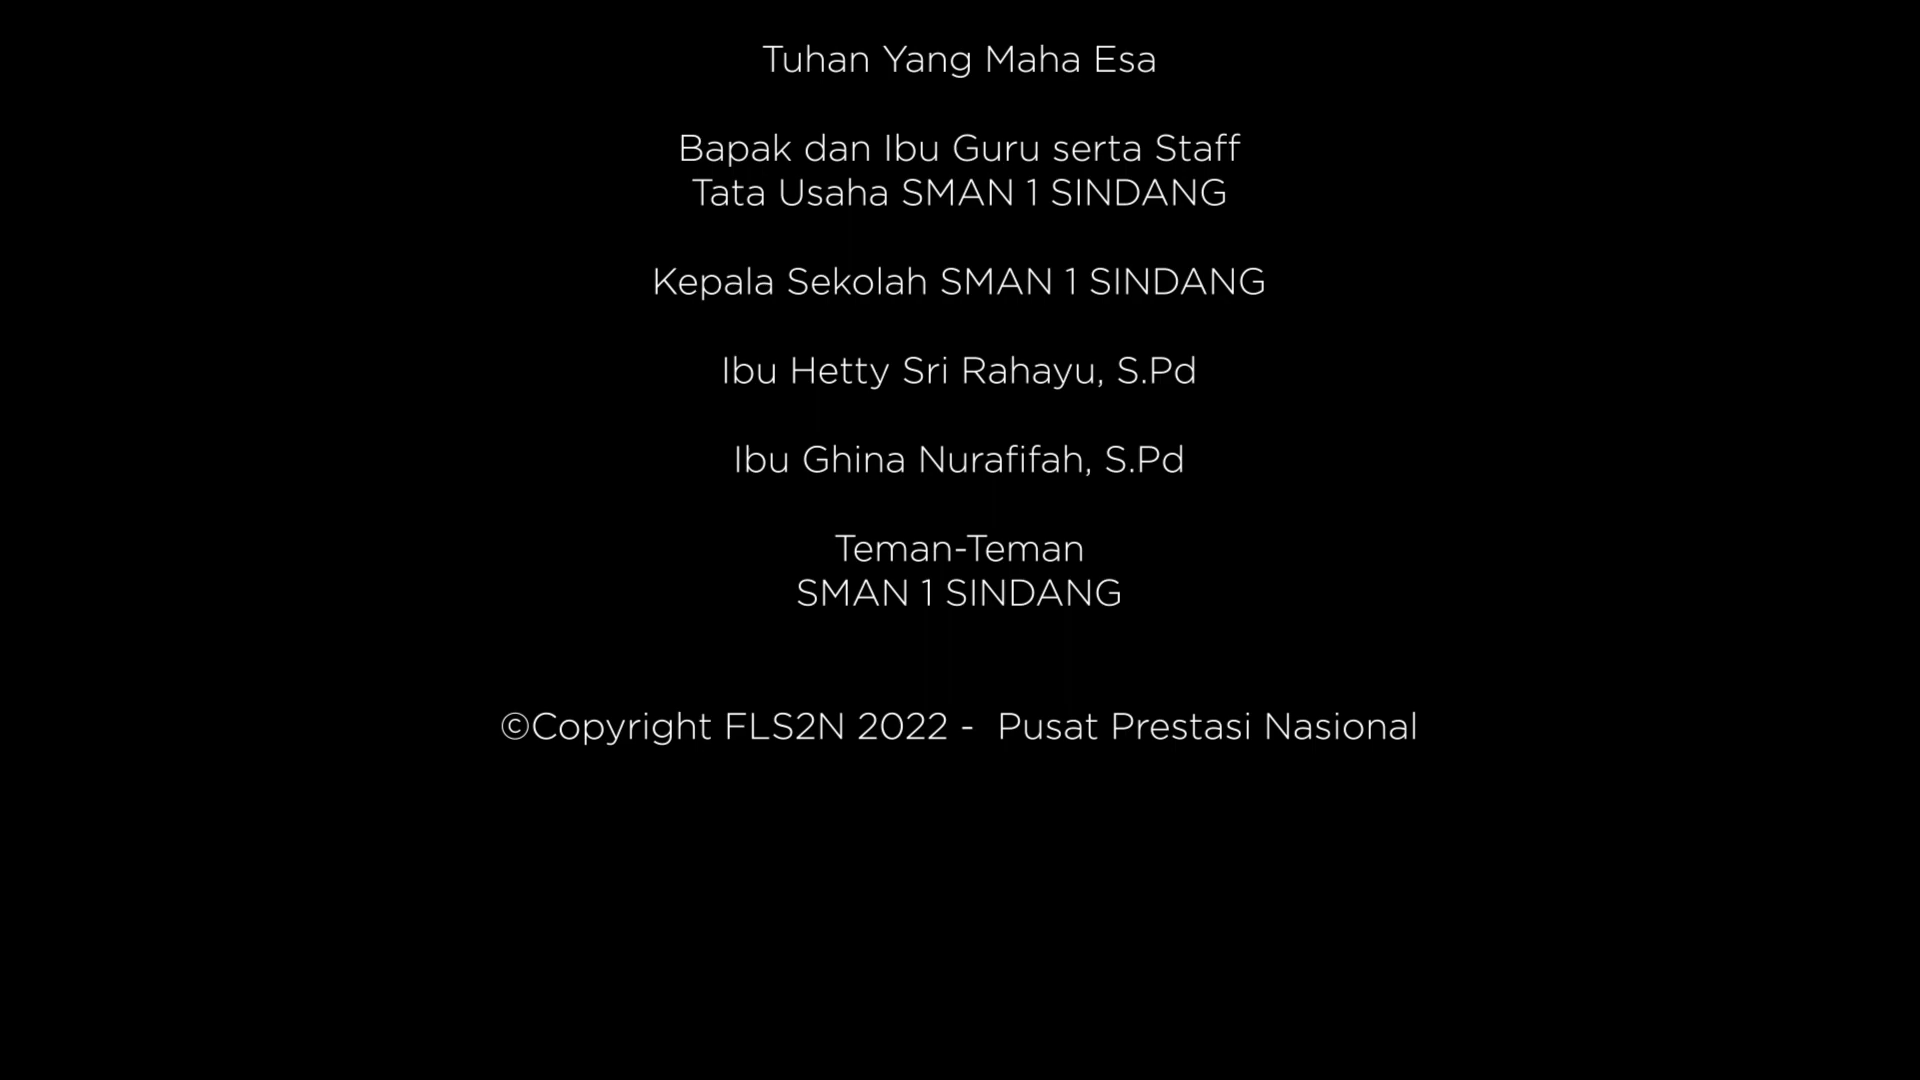 Tuhan Yang Maha Esa
Bapak dan Ibu Guru serta Staff
Tata Usaha SMAN 1 SINDANG
Kepala Sekolah SMAN 1 SINDANG
Ibu Hetty Sri Rahayu, S.Pd
Ibu Ghina Nurafifah, S.Pd
Teman-Teman
SMAN 1 SINDANG
©Copyright FLS2N 2022 -  Pusat Prestasi Nasional